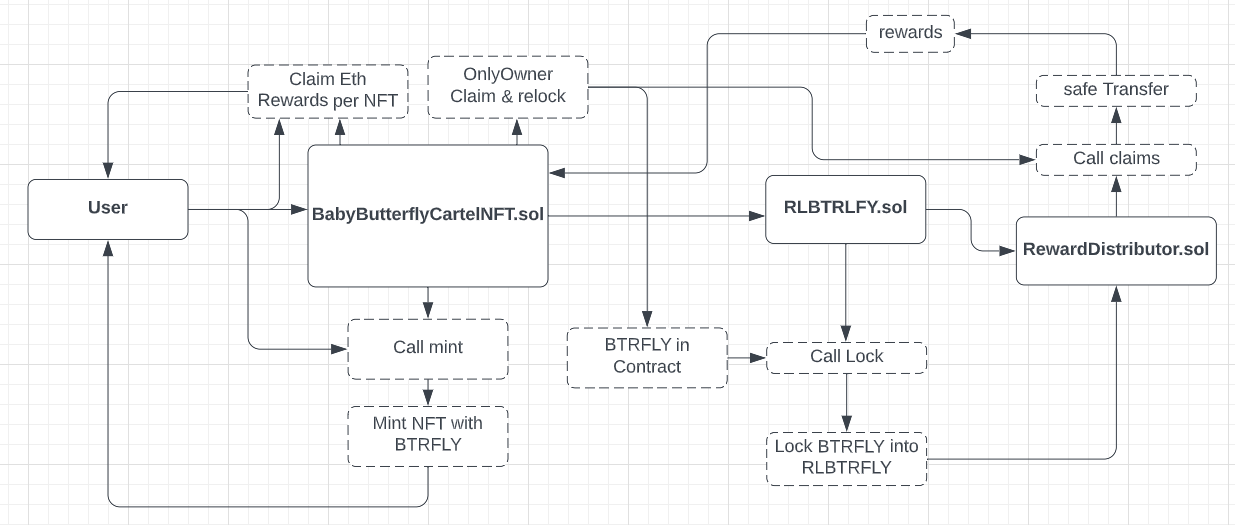 rewards
Claim Eth
Rewards per NFT
OnlyOwner
Claim & relock
safe Transfer
Call claims
User
BabyButterflyCartelNFT.sol
RLBTRLFY.sol
RewardDistributor.sol
Call mint
BTRFLY in
Contract
Call Lock
Mint NFT with
BTRFLY
Lock BTRFLY into
RLBTRFLY